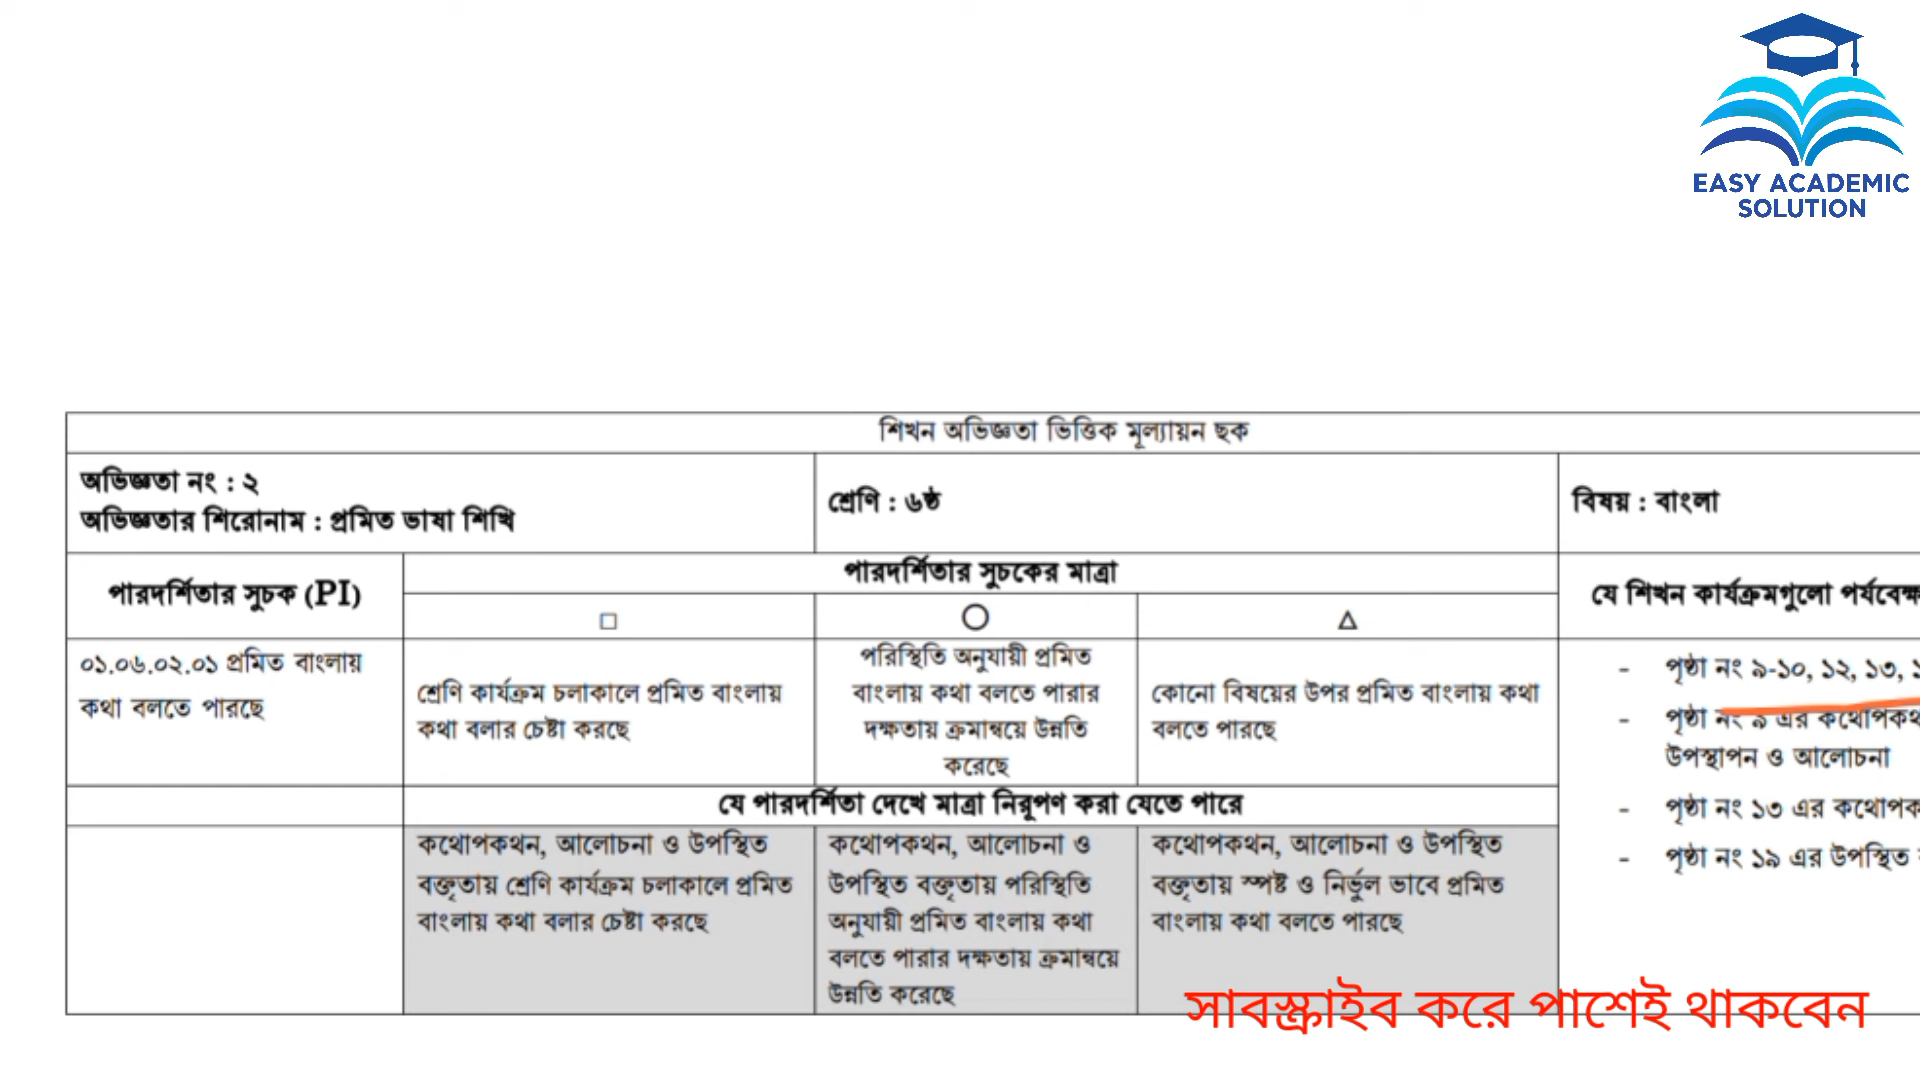 EASY ACADEMIC
SOLUTION
শিখন অভিজ্ঞতা ভিত্তিক মূল্যায়ন ছক
অভিজ্ঞতা নং : ২
অভিজ্ঞতার শিরোনাম : প্রমিত ভাষা শিখি
শ্রেণি : ৬ষ্ঠ
বিষয় : বাংলা
পারদর্শিতার সূচক (PI)
পারদর্শিতার সূচকের মাত্রা
যে শিখন কার্যক্রমগুলো
□
○
△
০১.০৬.০২.০১ প্রমিত বাংলায়
কথা বলতে পারছে
শ্রেণি কার্যক্রম চলাকালে প্রমিত বাংলায়
কথা বলার চেষ্টা করছে
পরিস্থিতি অনুযায়ী প্রমিত
বাংলায় কথা বলতে পারার
দক্ষতায় ক্রমান্বয়ে উন্নতি
করেছে
কোনো বিষয়ের উপর প্রমিত বাংলায় কথা
বলতে পারছে
- পৃষ্ঠা নং ৯-১০, ১২, ১৩,
- পৃষ্ঠা নং ৯ এর
উপস্থাপন ও আলোচনা
- পৃষ্ঠা নং ১৩ এর
- পৃষ্ঠা নং ১৯ এর উপস্থিত
যে পারদর্শিতা দেখে মাত্রা নিরূপণ করা যেতে পারে
কথোপকথন, আলোচনা ও উপস্থিত
বক্তৃতায় শ্রেণি কার্যক্রম চলাকালে প্রমিত
বাংলায় কথা বলার চেষ্টা করছে
কথোপকথন, আলোচনা ও
উপস্থিত বক্তৃতায় পরিস্থিতি
অনুযায়ী প্রমিত বাংলায় কথা
বলতে পারার দক্ষতায় ক্রমান্বয়ে
উন্নতি করেছে
কথোপকথন, আলোচনা ও উপস্থিত
বক্তৃতায় স্পষ্ট ও নির্ভুল ভাবে প্রমিত
বাংলায় কথা বলতে পারছে
সাবস্ক্রাইব করে পাশেই থাকবেন